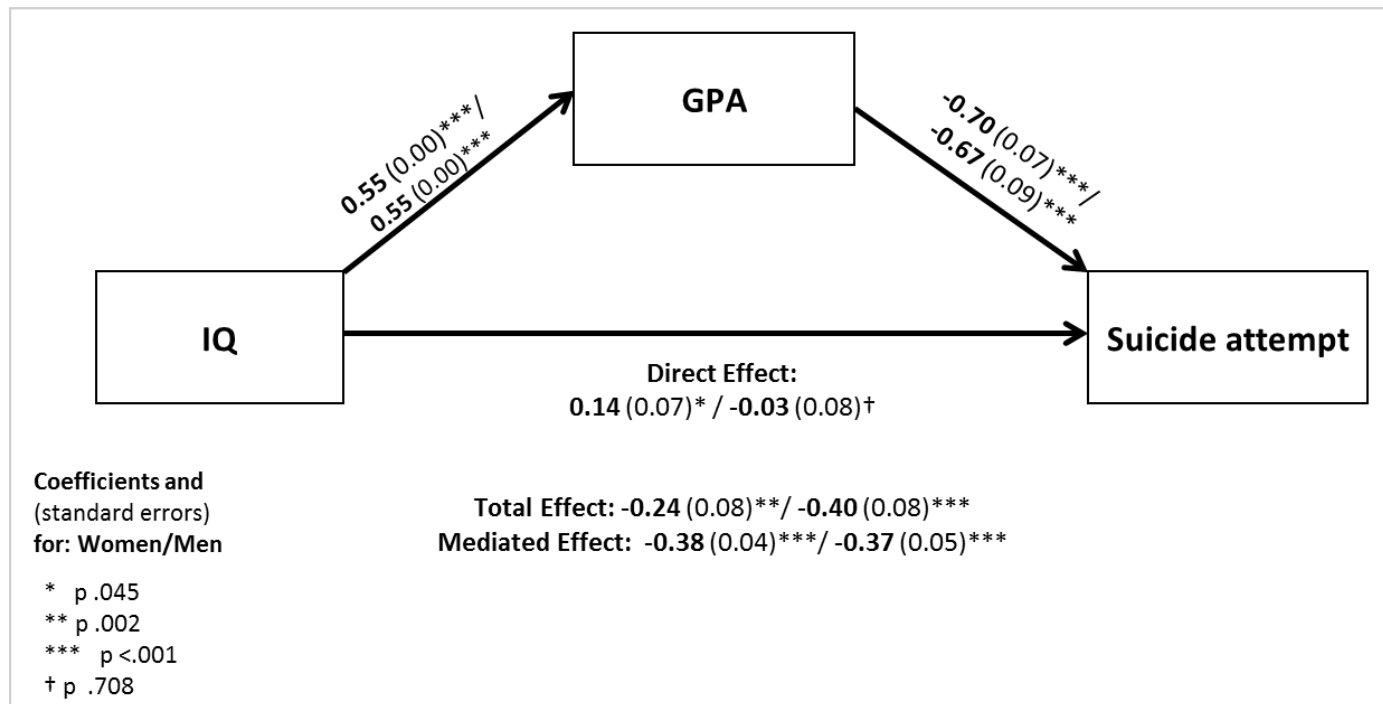 GPA
0.55 (0.00)***/
0.55 (0.00)***
-0.70 (0.07)***/
-0.67 (0.09)***
IQ
Suicide attempt
Direct Effect:
0.14 (0.07)* / -0.03 (0.08)†
Coefficients and
(standard errors)
for: Women/Men
Total Effect: -0.24 (0.08)**/ -0.40 (0.08)***
Mediated Effect: -0.38 (0.04)***/ -0.37 (0.05)***
* p .045
** p .002
*** p <.001
† p .708